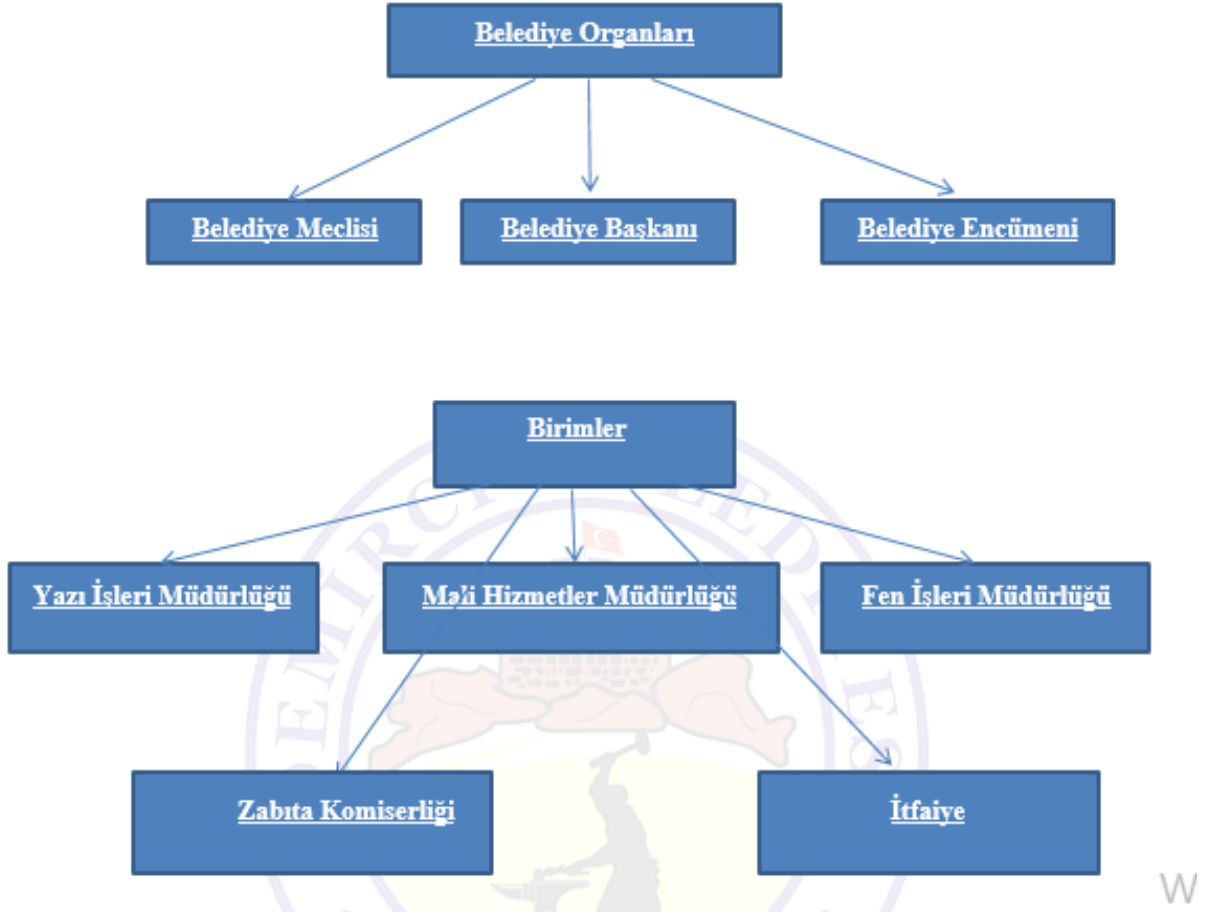 Belediye Organları
Belediye Meclisi
Belediye Başkanı
Belediye Encümeni
Birimler
Yazı İşleri Müdürlüğü
Mali Hizmetler Müdürlüğü
Fen İşleri Müdürlüğü
Zabıta Komiserliği
İtfaiye
W